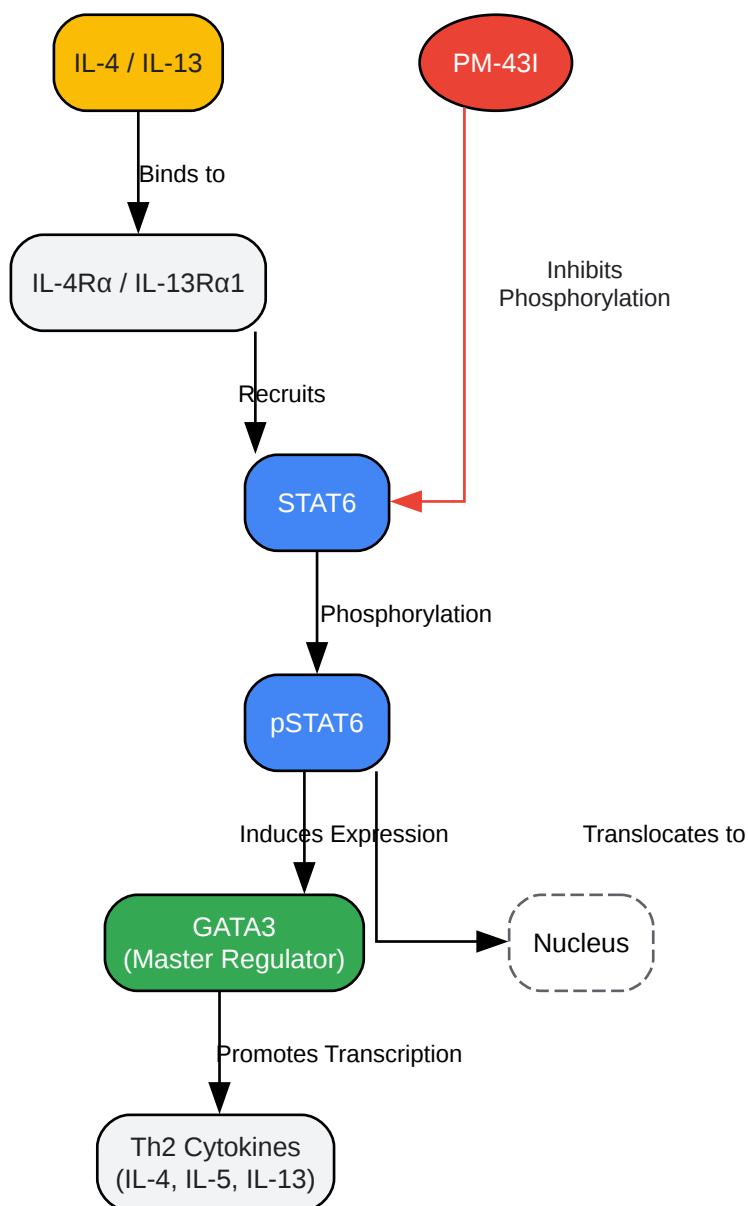 IL-4 / IL-13
PM-43I
Binds to
IL-4Rα / IL-13Rα1
Inhibits
Phosphorylation
Recruits
STAT6
Phosphorylation
pSTAT6
Induces Expression
Translocates to
GATA3
(Master Regulator)
Nucleus
Promotes Transcription
Th2 Cytokines
(IL-4, IL-5, IL-13)